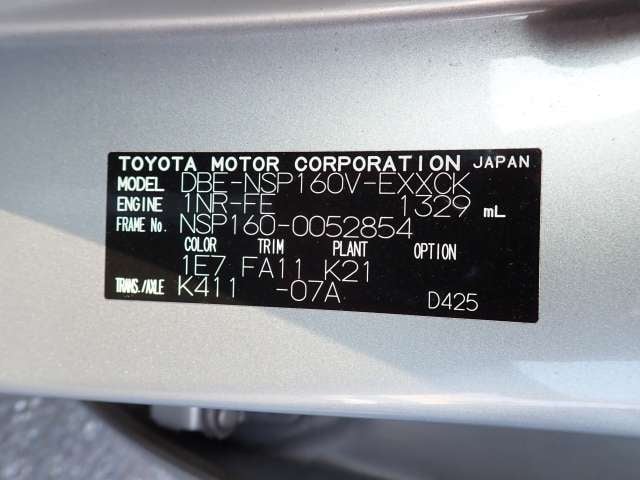 TOYOTA MOTOR CORPORATION JAPAN
MODEL DBE-NSP160V-EXXCK
ENGINE 1NR-FE 1329 mL
FRAME No. NSP160-0052854
COLOR TRIM PLANT OPTION
1E7 FA11 K21
TRANS./AXLE K411 -07A D425